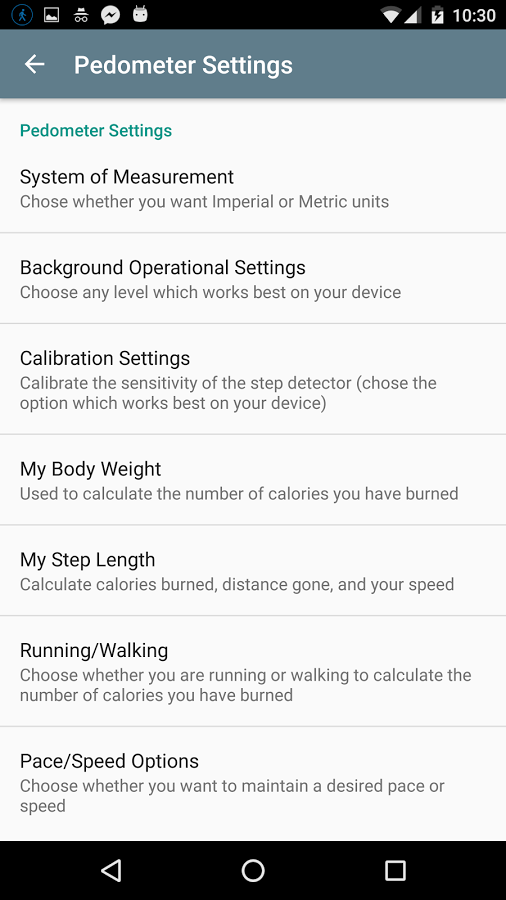 10:30
Pedometer Settings
Pedometer Settings
System of Measurement
Chose whether you want Imperial or Metric units
Background Operational Settings
Choose any level which works best on your device
Calibration Settings
Calibrate the sensitivity of the step detector (chose the
option which works best on your device)
My Body Weight
Used to calculate the number of calories you have burned
My Step Length
Calculate calories burned, distance gone, and your speed
Running/Walking
Choose whether you are running or walking to calculate the
number of calories you have burned
Pace/Speed Options
Choose whether you want to maintain a desired pace or
speed